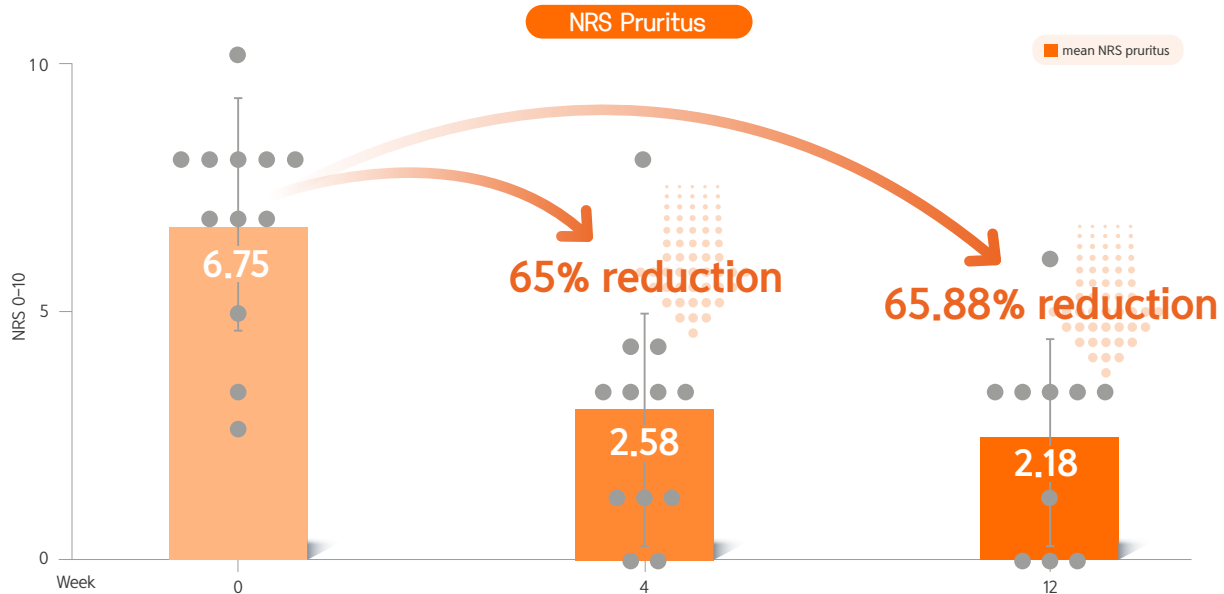 NRS Pruritus
mean NRS pruritus
10
NRS 0–10
5
0
6.75
65% reduction
65.88% reduction
2.58
2.18
Week
0
4
12